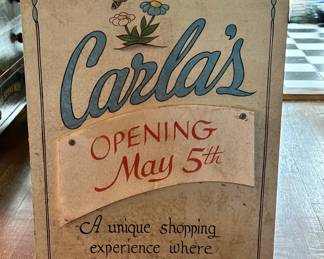 Carla's
OPENING
May 5th
A unique shopping
experience where